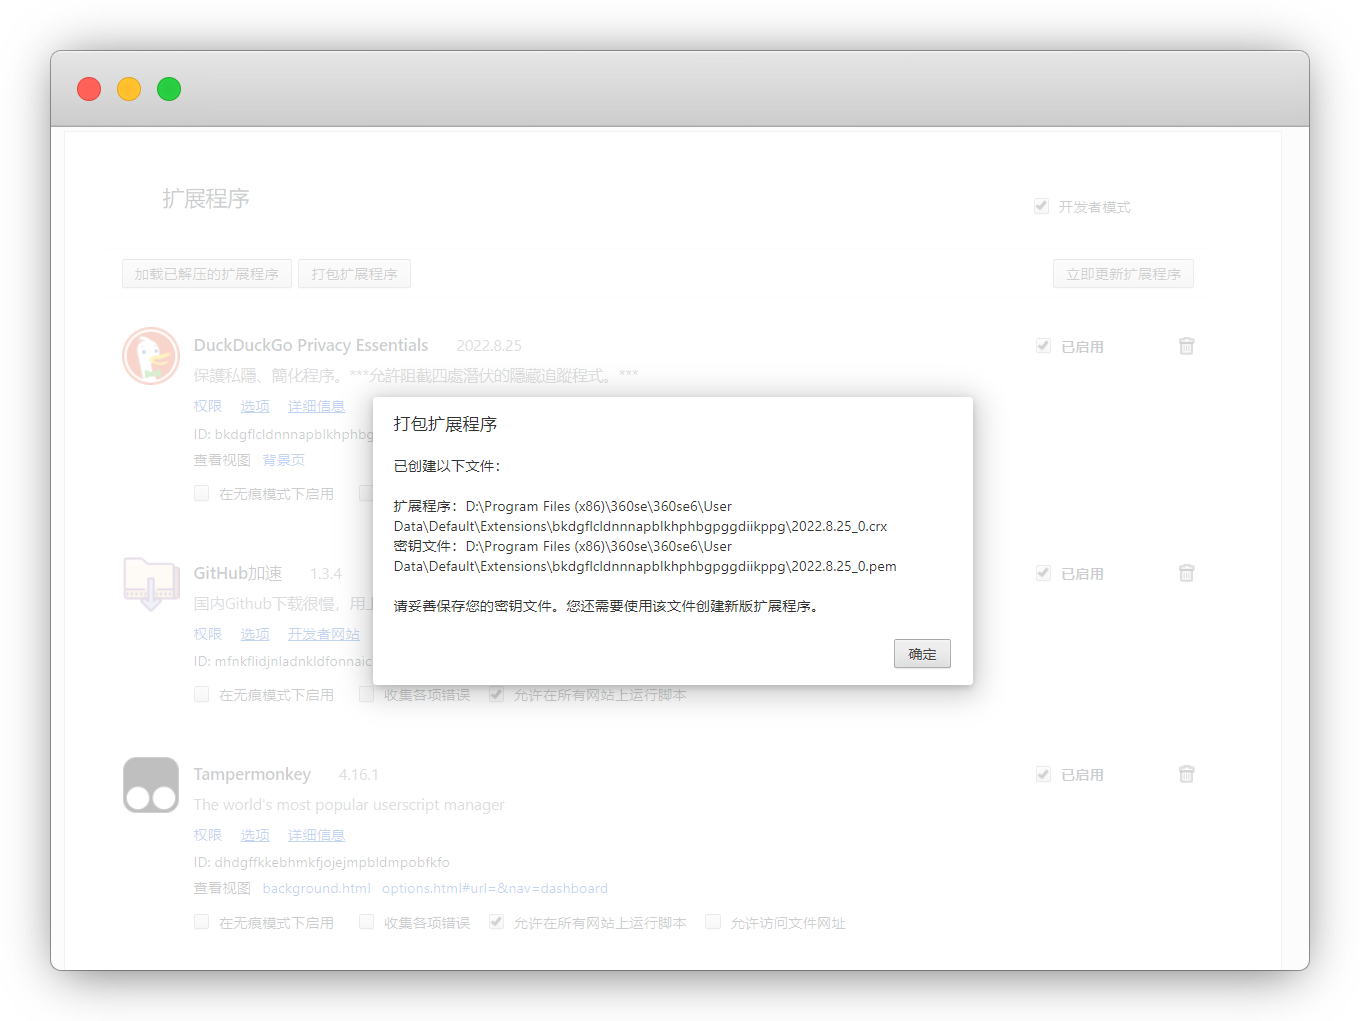 扩展程序
开发者模式
加载已解压的扩展程序 打包扩展程序 立即更新扩展程序
DuckDuckGo Privacy Essentials 2022.8.25 已启用
保護私隱、簡化程序。***允許阻截四處潛伏的隱藏追蹤程式。***
权限 选项 详细信息
ID: bkdgflcldnnnapblkhphbg
查看视图 背景页
在无痕模式下启用
打包扩展程序
已创建以下文件：
扩展程序：D:\Program Files (x86)\360se\360se6\User
Data\Default\Extensions\bkdgflcldnnnapblkhphbgpggdiikppg\2022.8.25_0.crx
密钥文件：D:\Program Files (x86)\360se\360se6\User
Data\Default\Extensions\bkdgflcldnnnapblkhphbgpggdiikppg\2022.8.25_0.pem
请妥善保存您的密钥文件。您还需要使用该文件创建新版扩展程序。
确定
GitHub加速 1.3.4 已启用
国内Github下载很慢，用上
权限 选项 开发者网站
ID: mfnkflidjnladnkldfonnaic
在无痕模式下启用 收集各项错误 允许在所有网站上运行脚本
Tampermonkey 4.16.1 已启用
The world's most popular userscript manager
权限 选项 详细信息
ID: dhdgffkkebhmkfjojejmpbldmpobfkfo
查看视图 background.html options.html#url=&nav=dashboard
在无痕模式下启用 收集各项错误 允许在所有网站上运行脚本 允许访问文件网址